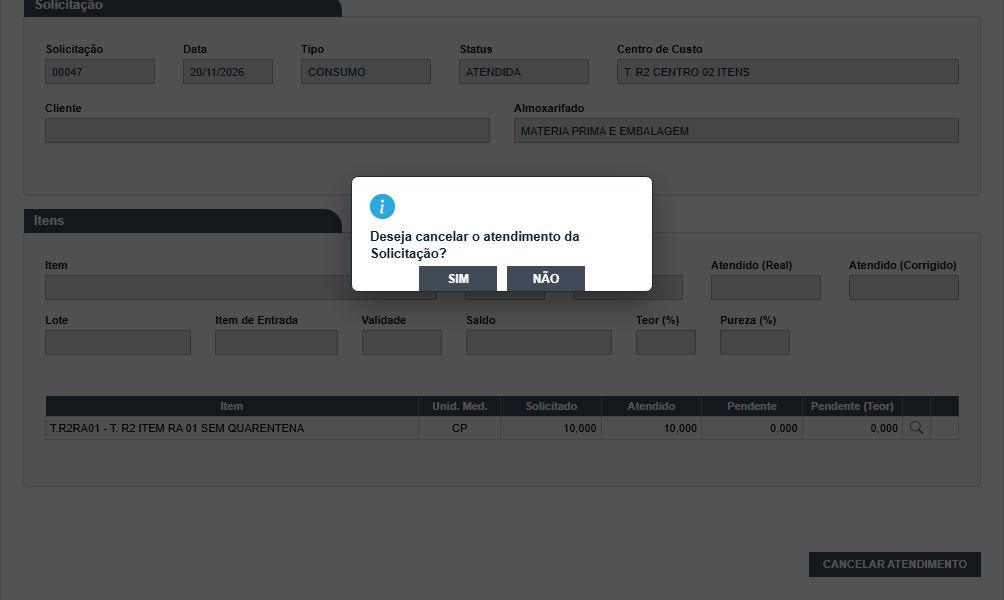 Solicitação
Solicitação Data Tipo Status Centro de Custo
00047 20/11/2026 CONSUMO ATENDIDA T. R2 CENTRO 02 ITENS
Cliente Almoxarifado
MATERIA PRIMA E EMBALAGEM
Deseja cancelar o atendimento da
Solicitação?
SIM NÃO
Itens
Item Atendido (Real) Atendido (Corrigido)
Lote Item de Entrada Validade Saldo Teor (%) Pureza (%)
Item Unid. Med. Solicitado Atendido Pendente Pendente (Teor)
T.R2RA01 - T. R2 ITEM RA 01 SEM QUARENTENA CP 10,000 10,000 0,000 0,000
CANCELAR ATENDIMENTO